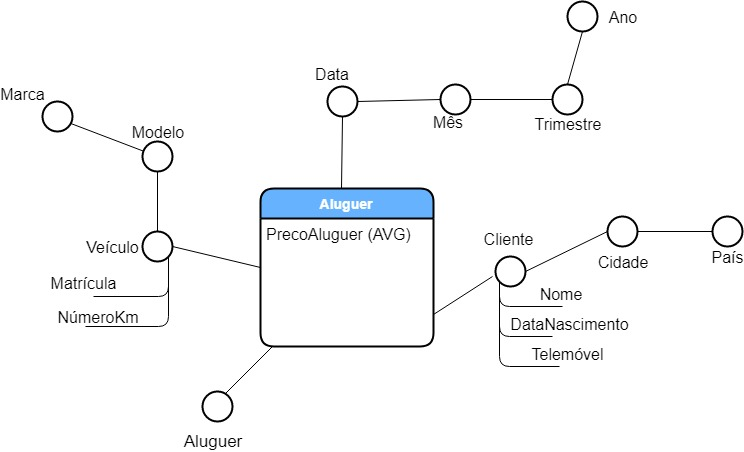 Ano
Data
Marca
Mês
Trimestre
Modelo
Aluguer
PrecoAluguer (AVG)
Cliente
Veículo
Cidade
País
Matrícula
Nome
NúmeroKm
DataNascimento
Telemóvel
Aluguer